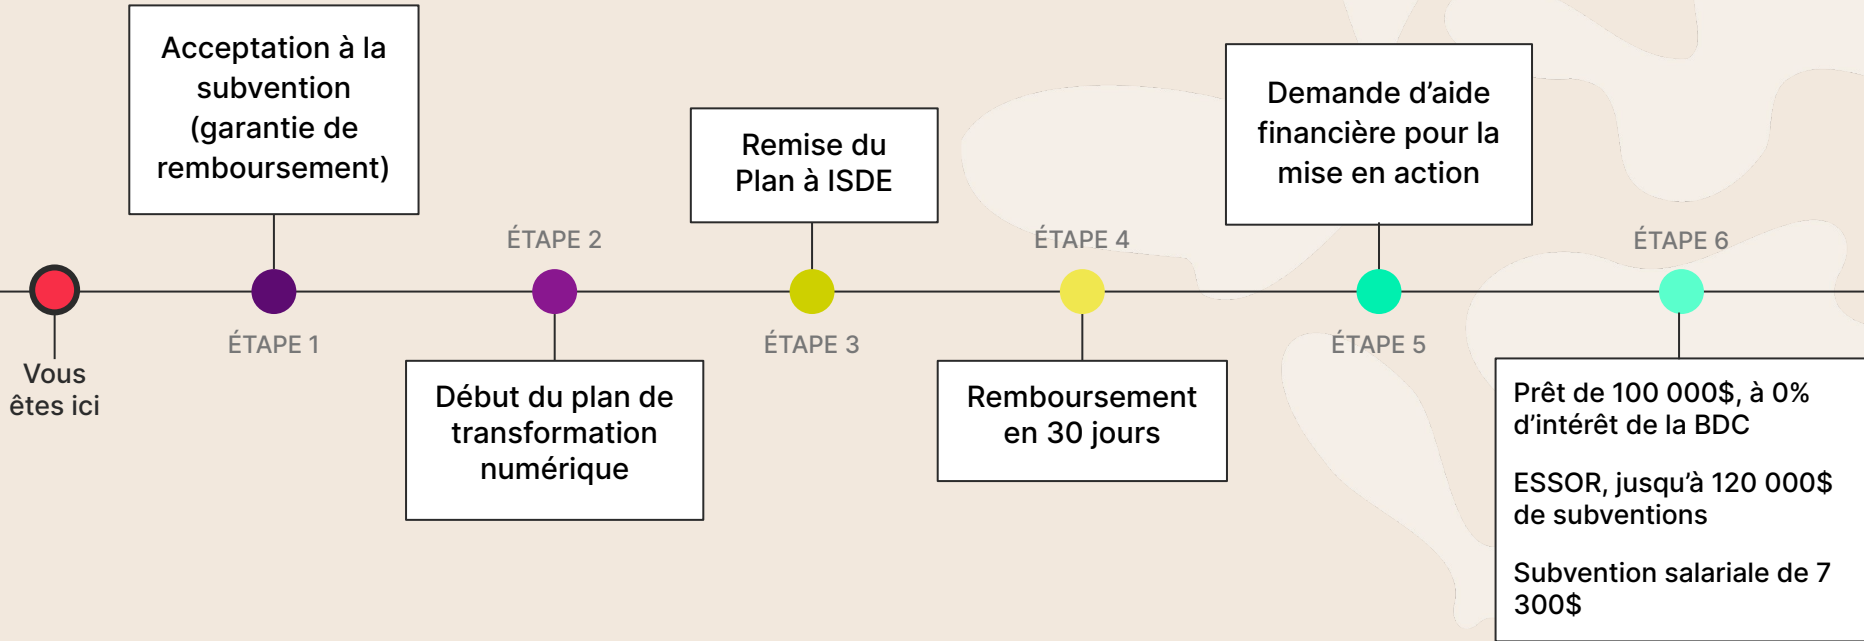 Vous
êtes ici
Acceptation à la
subvention
(garantie de
remboursement)
ÉTAPE 1
ÉTAPE 2
Début du plan de
transformation
numérique
Remise du
Plan à ISDE
ÉTAPE 3
ÉTAPE 4
Remboursement
en 30 jours
Demande d’aide
financière pour la
mise en action
ÉTAPE 5
ÉTAPE 6
Prêt de 100 000$, à 0%
d’intérêt de la BDC
ESSOR, jusqu’à 120 000$
de subventions
Subvention salariale de 7
300$